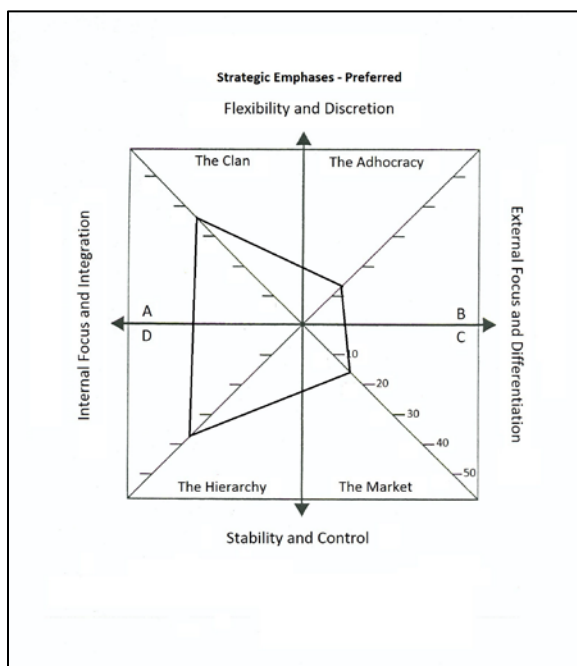 Strategic Emphases - Preferred
Flexibility and Discretion
The Clan
The Adhocracy
Internal Focus and Integration
External Focus and Differentiation
A
B
D
C
10
20
30
40
50
The Hierarchy
The Market
Stability and Control